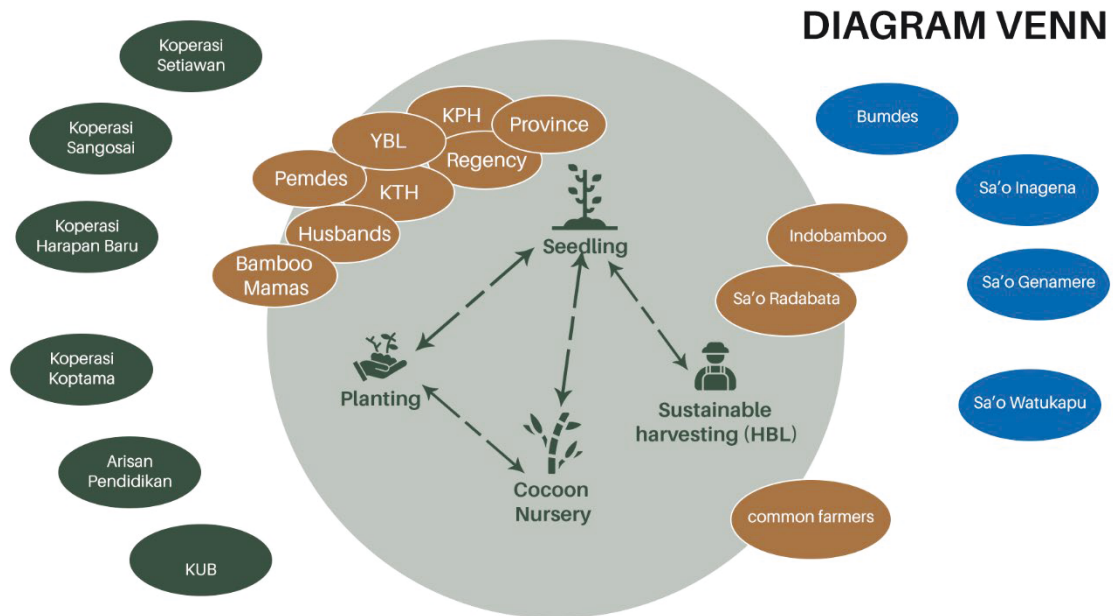 DIAGRAM VENN
Koperasi
Setiawan
Koperasi
Sangosai
Koperasi
Harapan Baru
Koperasi
Koptama
Arisan
Pendidikan
KUB
KPH
Province
YBL
Regency
Pemdes
KTH
Husbands
Bamboo
Mamas
Seedling
Planting
Cocoon
Nursery
Sustainable
harvesting (HBL)
Indobamboo
Sa'o Radabata
common farmers
Bumdes
Sa'o Inagena
Sa'o Genamere
Sa'o Watukapu